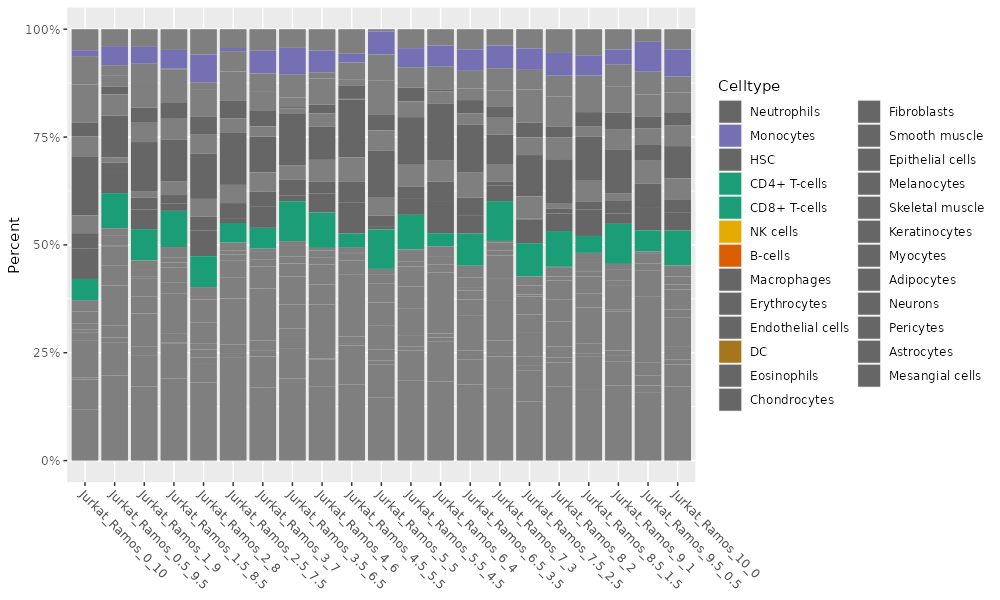 100%
75%
50%
25%
0%
Percent
Jurkat_Ramos_0_10
Jurkat_Ramos_0.5_9.5
Jurkat_Ramos_1_9
Jurkat_Ramos_1.5_8.5
Jurkat_Ramos_2_8
Jurkat_Ramos_2.5_7.5
Jurkat_Ramos_3_7
Jurkat_Ramos_3.5_6.5
Jurkat_Ramos_4_6
Jurkat_Ramos_4.5_5.5
Jurkat_Ramos_5_5
Jurkat_Ramos_5.5_4.5
Jurkat_Ramos_6_4
Jurkat_Ramos_6.5_3.5
Jurkat_Ramos_7_3
Jurkat_Ramos_7.5_2.5
Jurkat_Ramos_8_2
Jurkat_Ramos_8.5_1.5
Jurkat_Ramos_9_1
Jurkat_Ramos_9.5_0.5
Jurkat_Ramos_10_0
Celltype
Neutrophils
Monocytes
HSC
CD4+ T-cells
CD8+ T-cells
NK cells
B-cells
Macrophages
Erythrocytes
Endothelial cells
DC
Eosinophils
Chondrocytes
Fibroblasts
Smooth muscle
Epithelial cells
Melanocytes
Skeletal muscle
Keratinocytes
Myocytes
Adipocytes
Neurons
Pericytes
Astrocytes
Mesangial cells